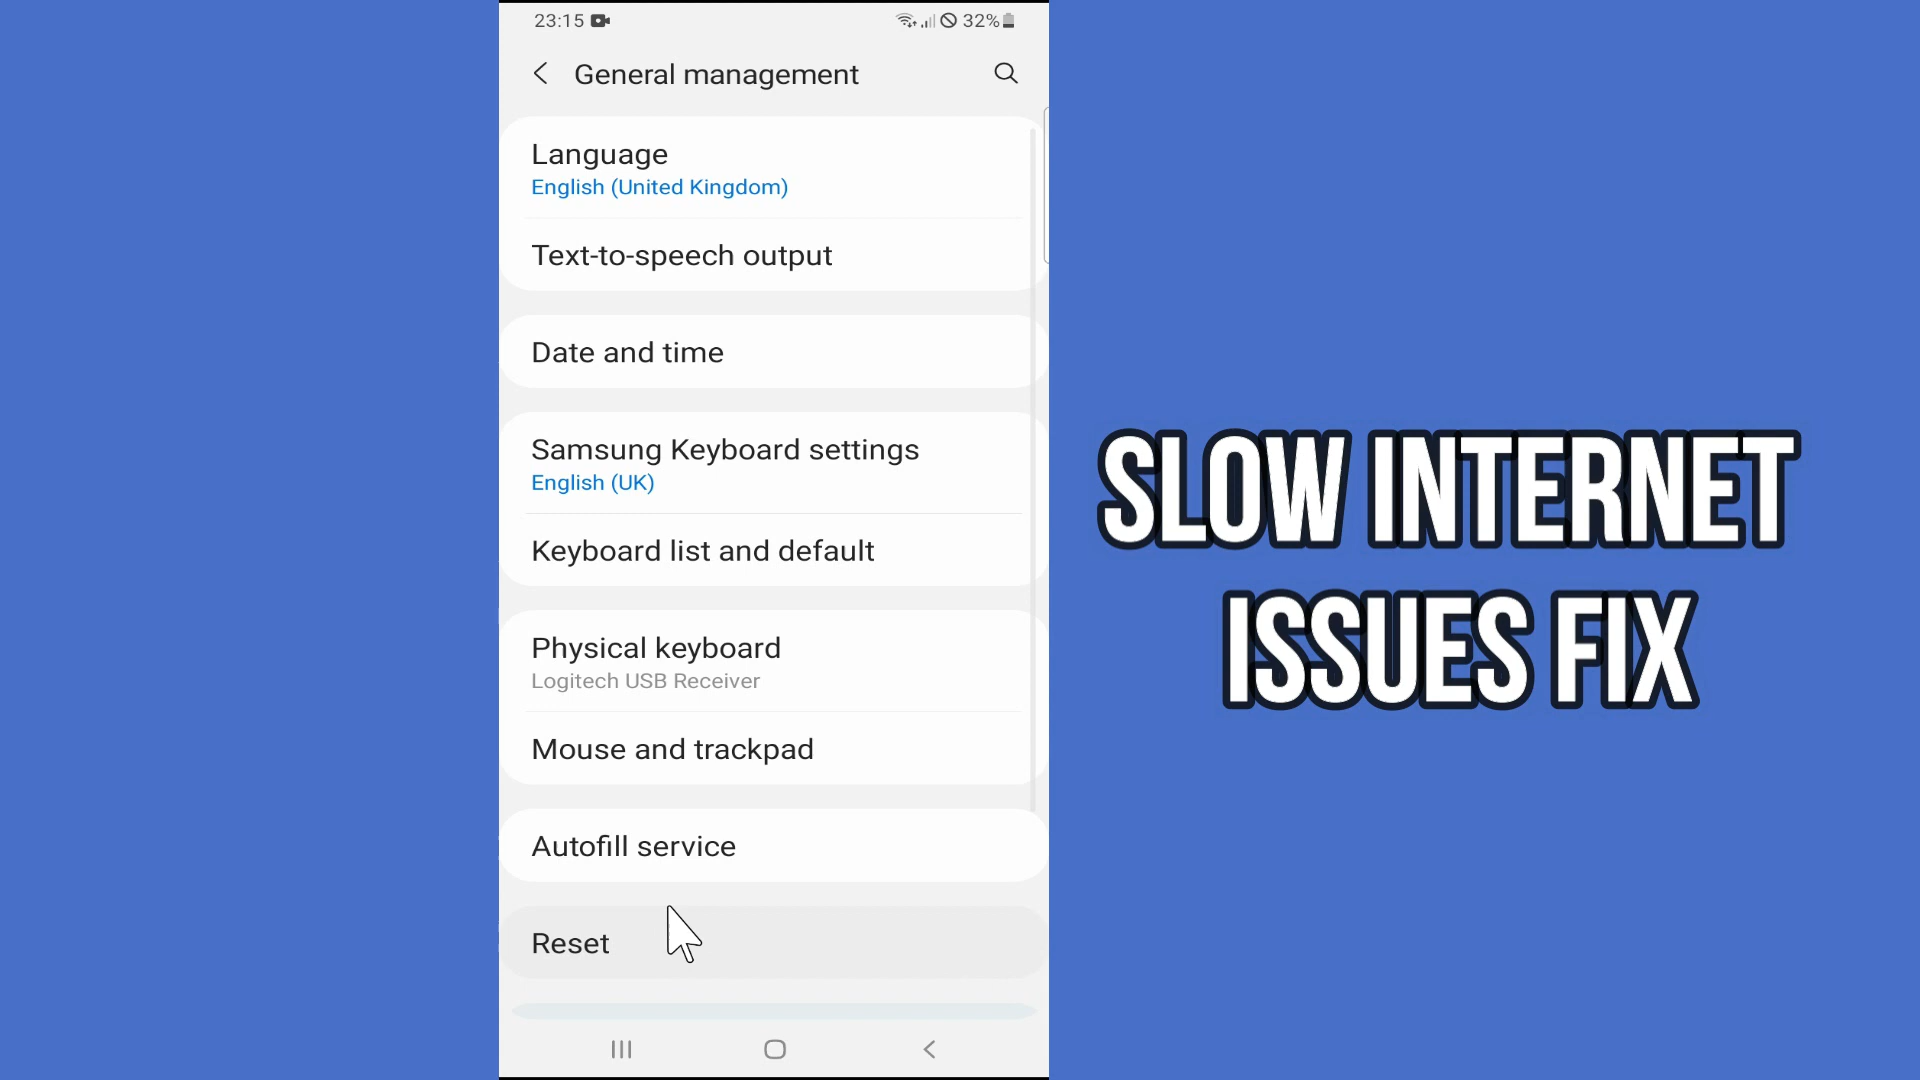 23:15
32%
General management
Language
English (United Kingdom)
Text-to-speech output
Date and time
Samsung Keyboard settings
English (UK)
Keyboard list and default
Physical keyboard
Logitech USB Receiver
Mouse and trackpad
Autofill service
Reset
SLOW INTERNET
ISSUES FIX